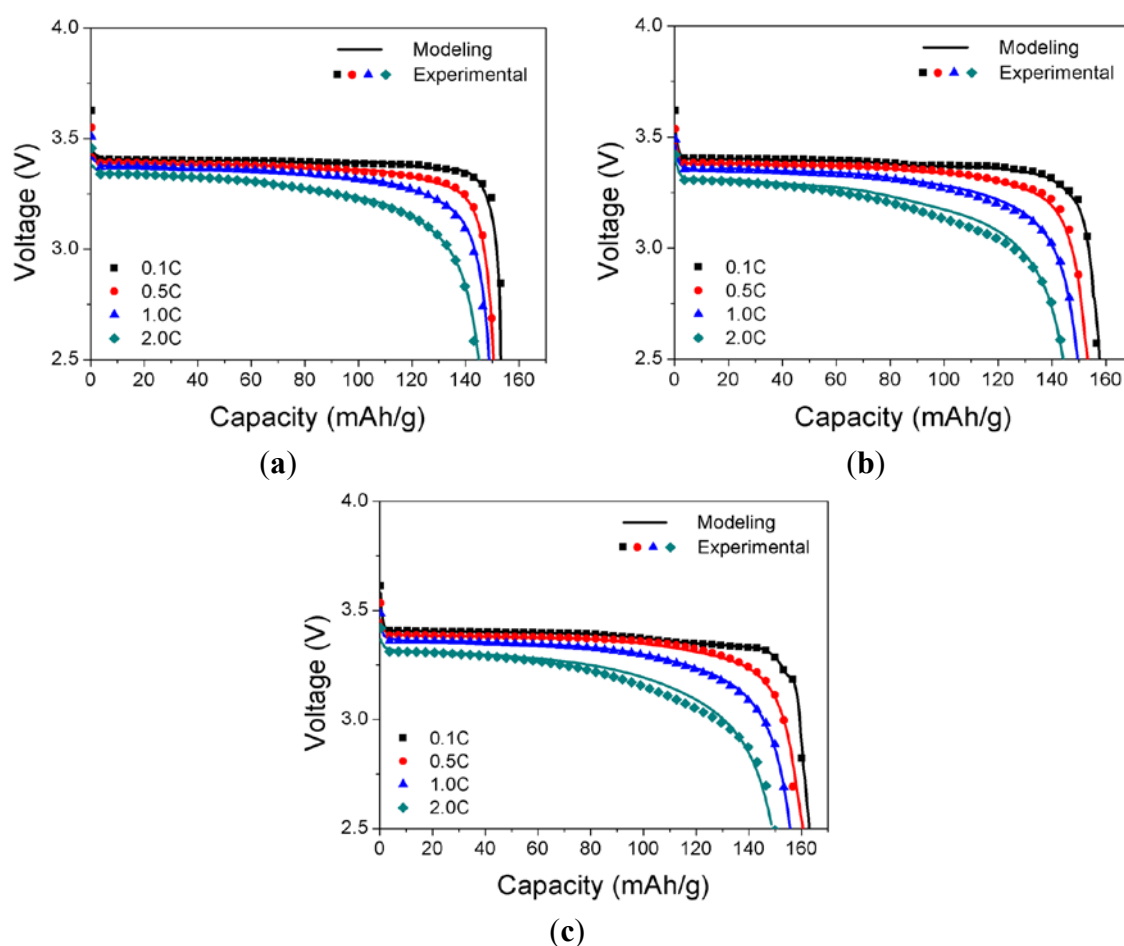 4.0
Modeling
Experimental
3.5
Voltage (V)
3.0
0.1C
0.5C
1.0C
2.0C
2.5
0 20 40 60 80 100 120 140 160
Capacity (mAh/g)
(a)
4.0
Modeling
Experimental
3.5
Voltage (V)
3.0
0.1C
0.5C
1.0C
2.0C
2.5
0 20 40 60 80 100 120 140 160
Capacity (mAh/g)
(b)
4.0
Modeling
Experimental
3.5
Voltage (V)
3.0
0.1C
0.5C
1.0C
2.0C
2.5
0 20 40 60 80 100 120 140 160
Capacity (mAh/g)
(c)